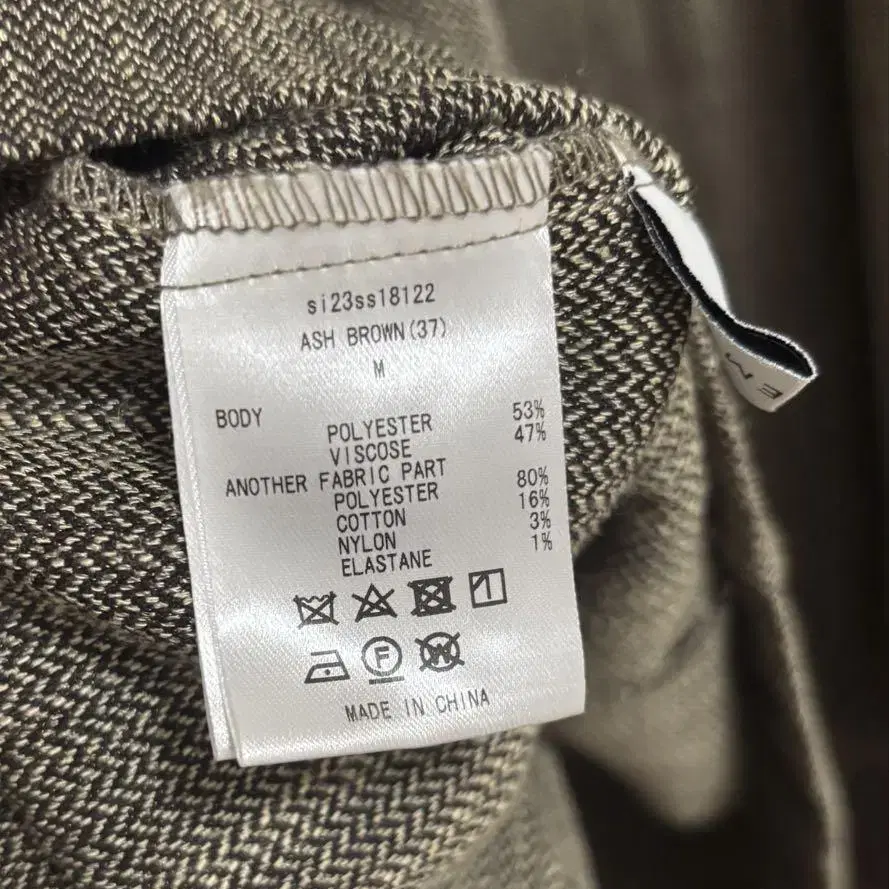 si23ss18122
ASH BROWN(37)
M
BODY
POLYESTER 53%
VISCOSE 47%
ANOTHER FABRIC PART
POLYESTER 80%
COTTON 16%
NYLON 3%
ELASTANE 1%
F
W
MADE IN CHINA